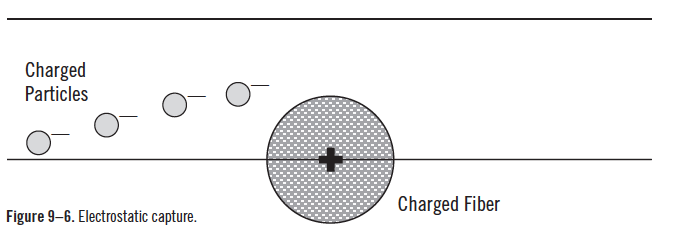 Charged
Particles
Charged Fiber
Figure 9–6. Electrostatic capture.